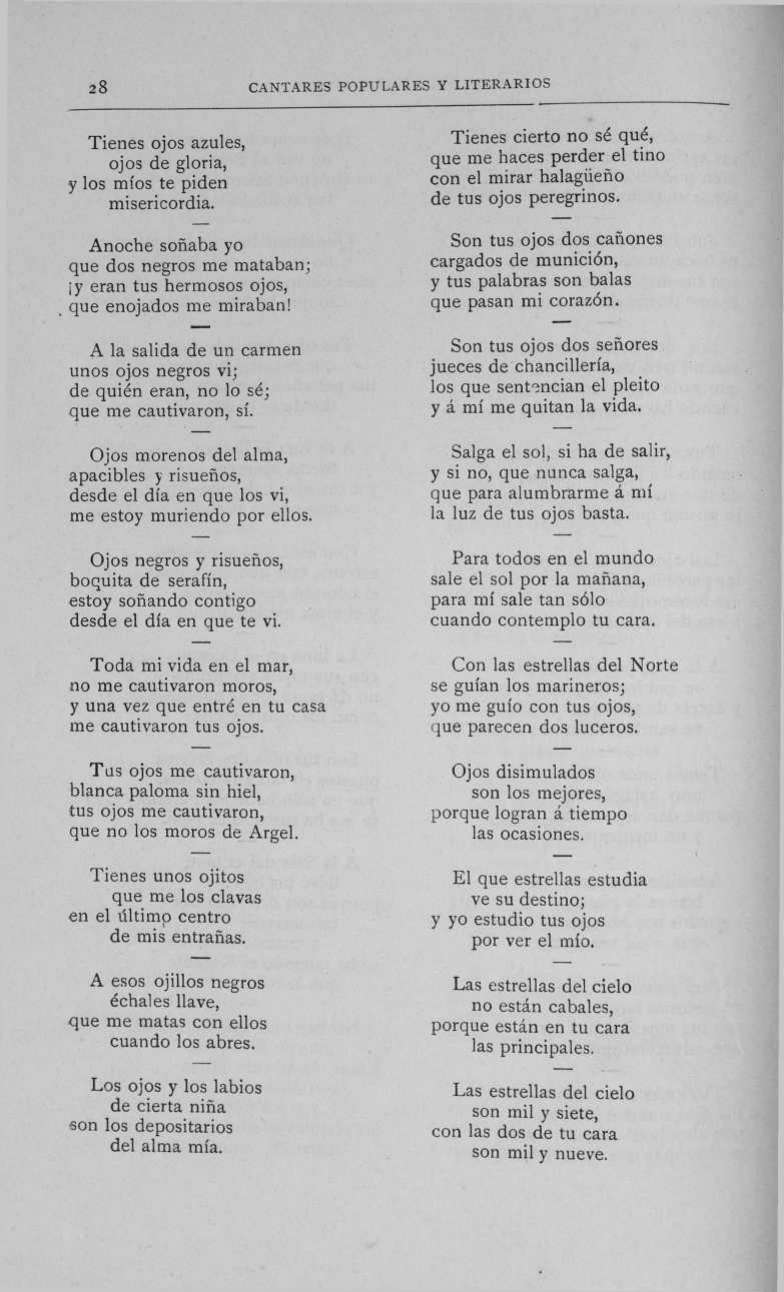 28
CANTARES POPULARES Y LITERARIOS
Tienes ojos azules,
ojos de gloria,
y los míos te piden
misericordia.
Anoche soñaba yo
que dos negros me mataban;
¡y eran tus hermosos ojos,
que enojados me miraban!
A la salida de un carmen
unos ojos negros vi;
de quién eran, no lo sé;
que me cautivaron, sí.
Ojos morenos del alma,
apacibles y risueños,
desde el día en que los vi,
me estoy muriendo por ellos.
Ojos negros y risueños,
boquita de serafín,
estoy soñando contigo
desde el día en que te vi.
Toda mi vida en el mar,
no me cautivaron moros,
y una vez que entré en tu casa
me cautivaron tus ojos.
Tus ojos me cautivaron,
blanca paloma sin hiel,
tus ojos me cautivaron,
que no los moros de Argel.
Tienes unos ojitos
que me los clavas
en el último centro
de mis entrañas.
A esos ojillos negros
échales llave,
que me matas con ellos
cuando los abres.
Los ojos y los labios
de cierta niña
son los depositarios
del alma mía.
Tienes cierto no sé qué,
que me haces perder el tino
con el mirar halagüeño
de tus ojos peregrinos.
Son tus ojos dos cañones
cargados de munición,
y tus palabras son balas
que pasan mi corazón.
Son tus ojos dos señores
jueces de chancillería,
los que sentencian el pleito
y á mí me quitan la vida.
Salga el sol, si ha de salir,
y si no, que nunca salga,
que para alumbrarme á mí
la luz de tus ojos basta.
Para todos en el mundo
sale el sol por la mañana,
para mí sale tan sólo
cuando contemplo tu cara.
Con las estrellas del Norte
se guían los marineros;
yo me guío con tus ojos,
que parecen dos luceros.
Ojos disimulados
son los mejores,
porque logran á tiempo
las ocasiones.
El que estrellas estudia
ve su destino;
y yo estudio tus ojos
por ver el mío.
Las estrellas del cielo
no están cabales,
porque están en tu cara
las principales.
Las estrellas del cielo
son mil y siete,
con las dos de tu cara
son mil y nueve.